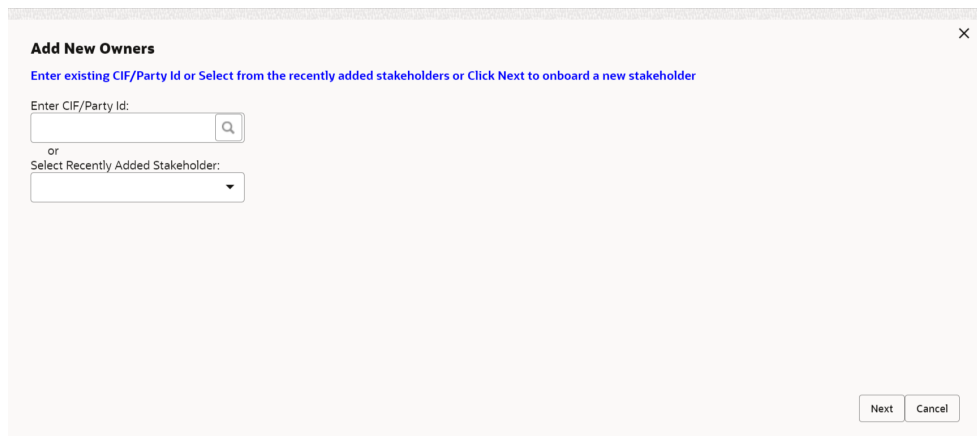 Add New Owners
Enter existing CIF/Party Id or Select from the recently added stakeholders or Click Next to onboard a new stakeholder
Enter CIF/Party Id:
or
Select Recently Added Stakeholder:
Next Cancel